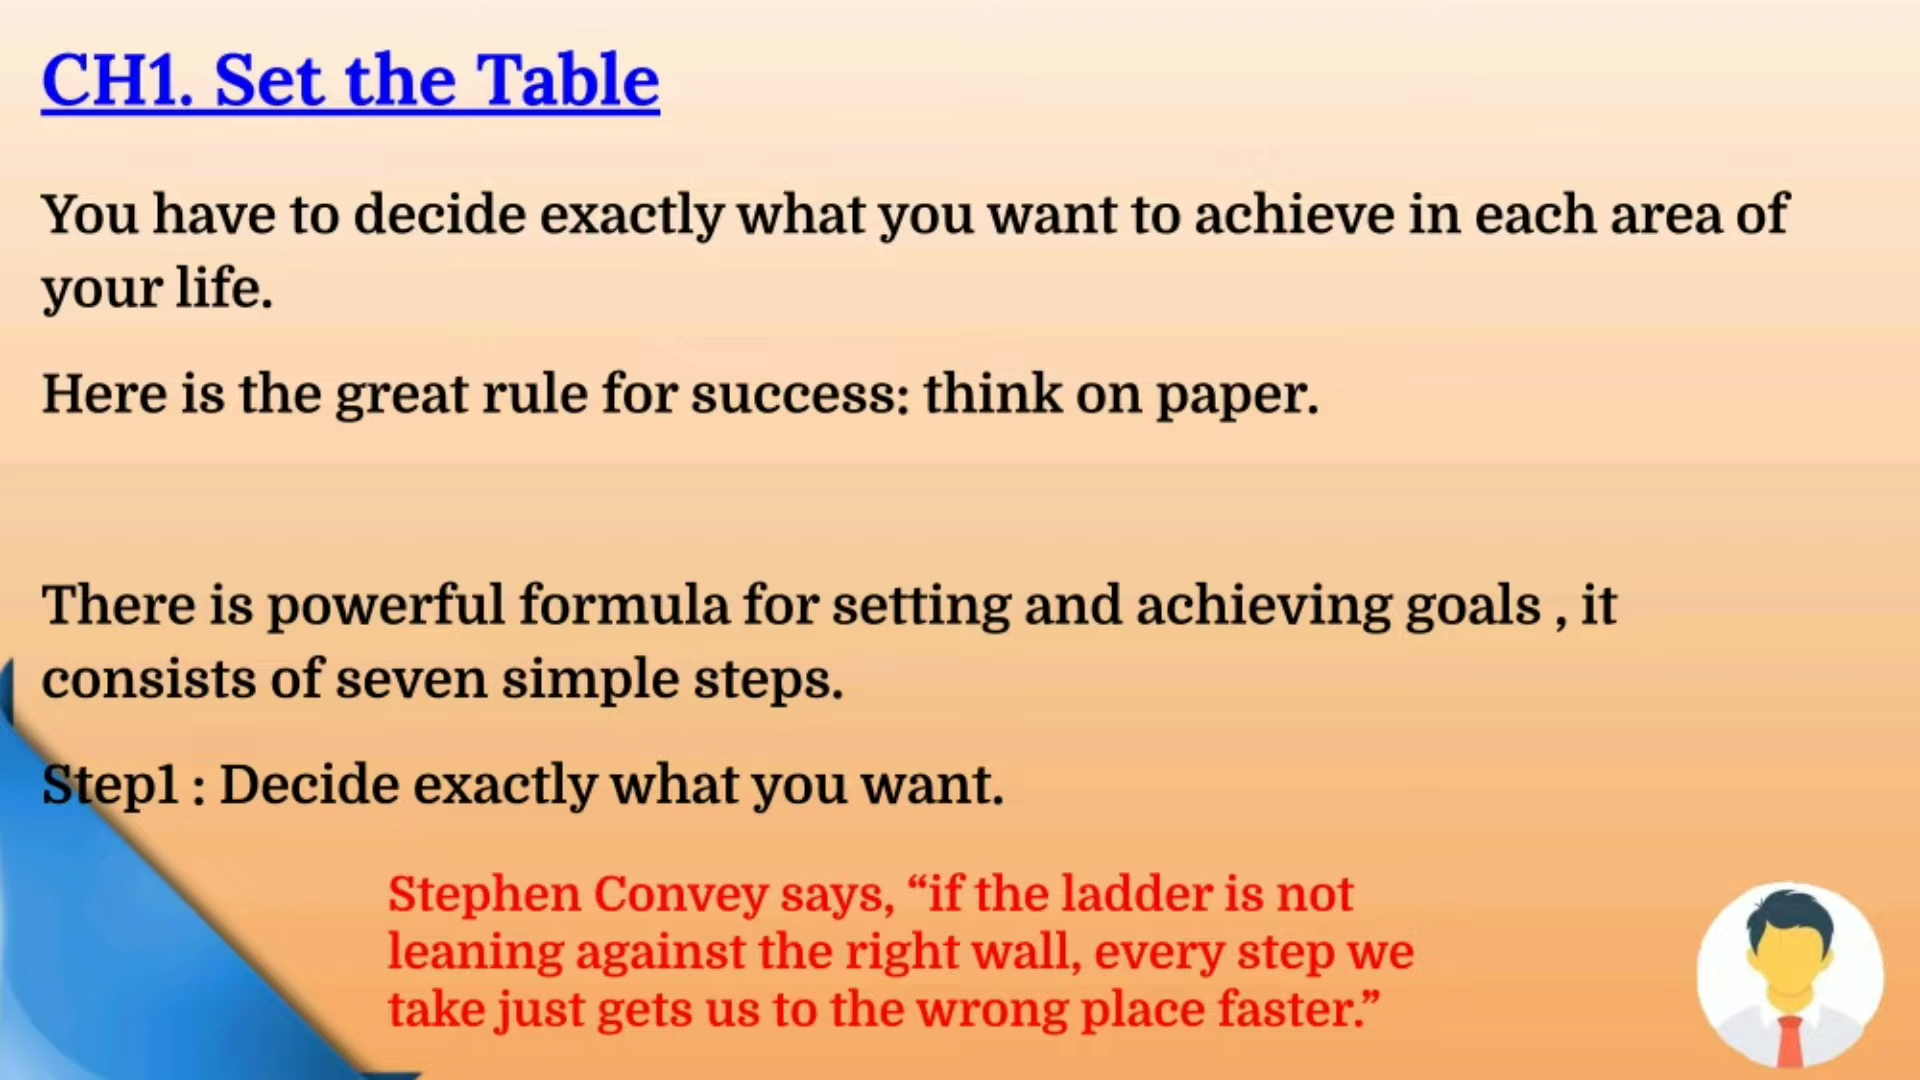 CH1. Set the Table
You have to decide exactly what you want to achieve in each area of
your life.
Here is the great rule for success: think on paper.
There is powerful formula for setting and achieving goals , it
consists of seven simple steps.
Step1 : Decide exactly what you want.
Stephen Convey says, “if the ladder is not
leaning against the right wall, every step we
take just gets us to the wrong place faster.”